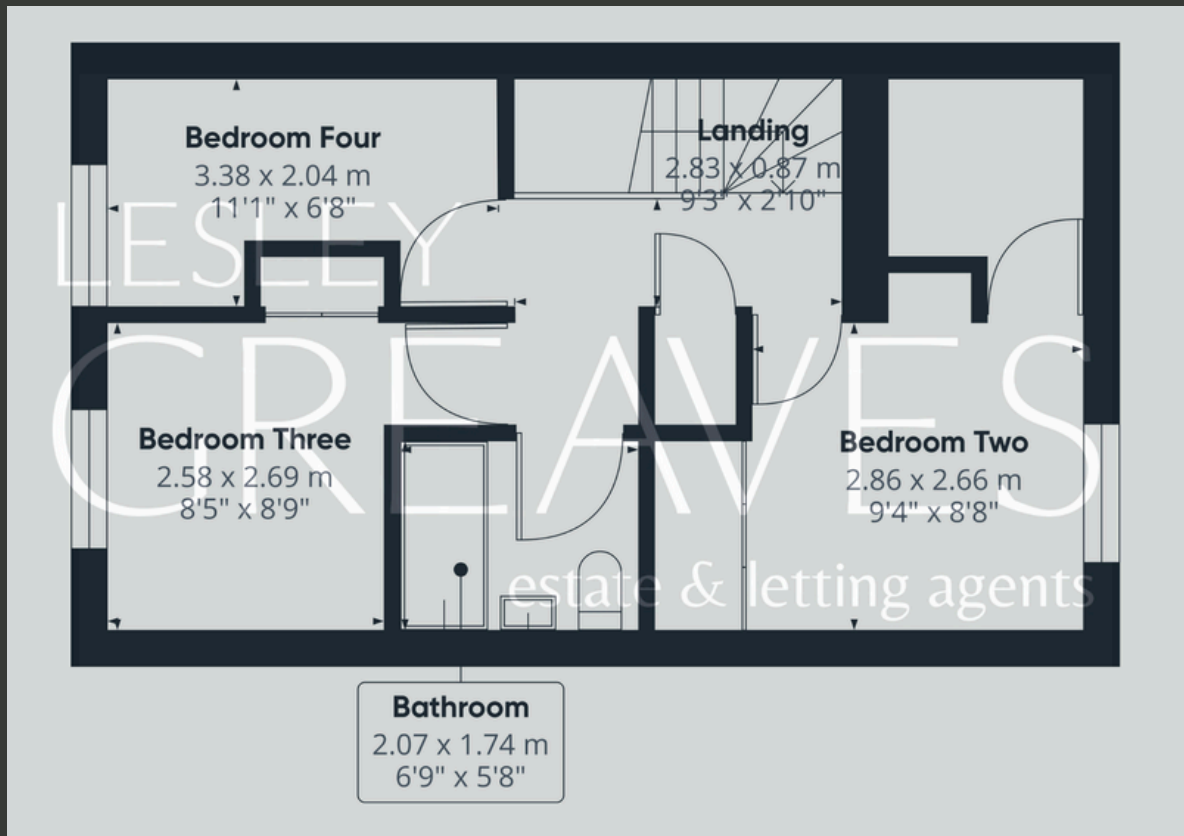 Bedroom Four
3.38 x 2.04 m
11'1" x 6'8"
Landing
2.83 x 0.87 m
9'3" x 2'10"
LESLEY
GREAVES
estate & letting agents
Bedroom Three
2.58 x 2.69 m
8'5" x 8'9"
Bedroom Two
2.86 x 2.66 m
9'4" x 8'8"
Bathroom
2.07 x 1.74 m
6'9" x 5'8"